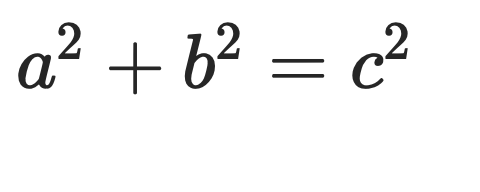 a² + b² = c²